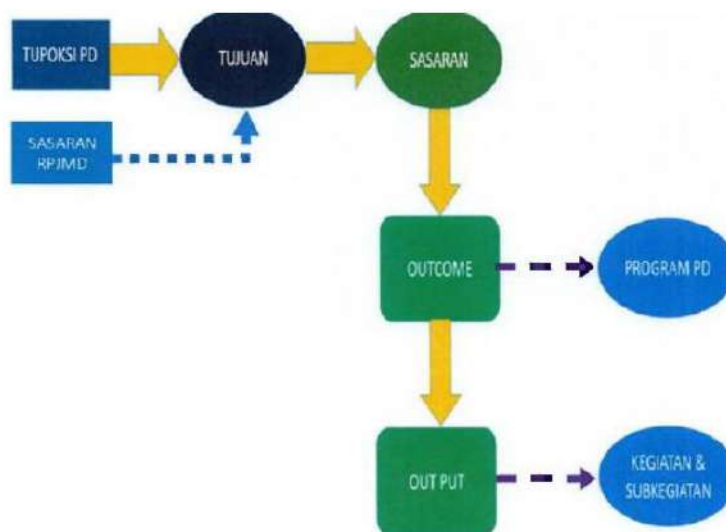 TUPOKSI PD
TUJUAN
SASARAN
SASARAN
RPJMD
OUTCOME
PROGRAM PD
OUT PUT
KEGIATAN &
SUBKEGIATAN